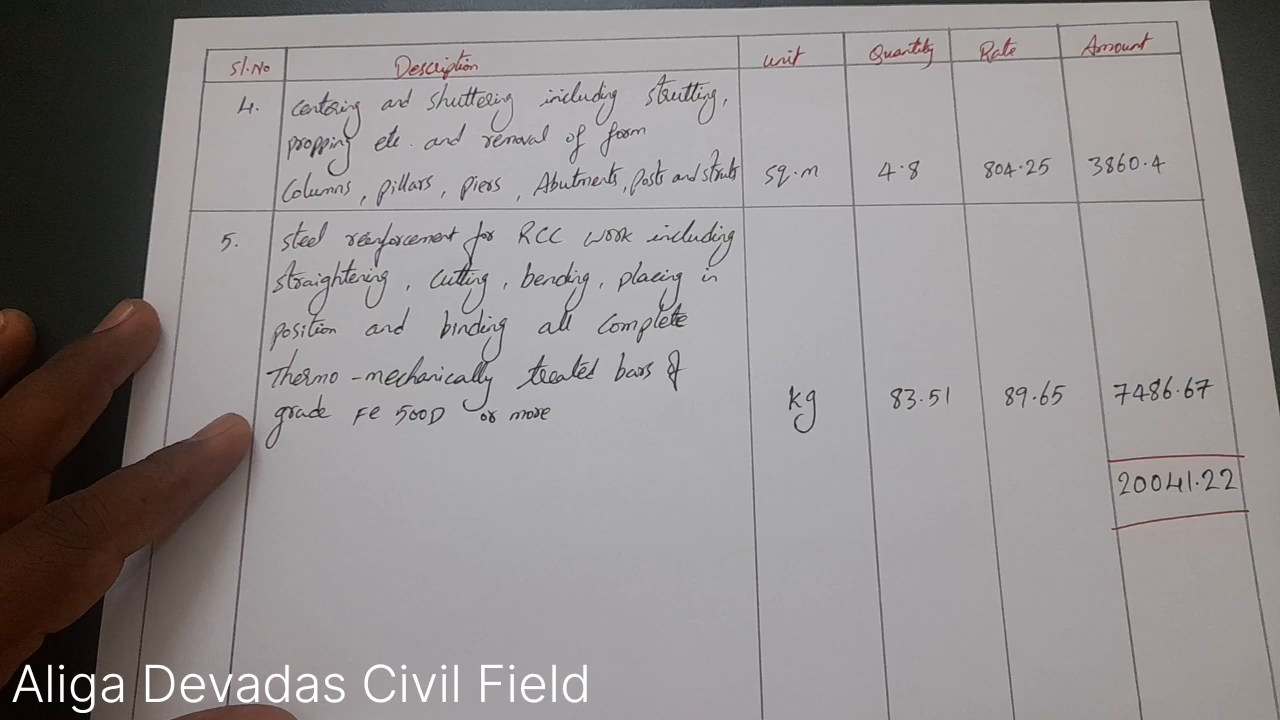 Sl.No Description Unit Quantity Rate Amount
4. Centering and shuttering including strutting,
propping etc. and removal of form
Columns, pillars, piers, Abutments, posts and struts sq.m 4.8 804.25 3860.4
5. Steel reinforcement for RCC work including
straightening, cutting, bending, placing in
position and binding all complete
Thermo-mechanically treated bars of
grade Fe 500D or more kg 83.51 89.65 7486.67
20041.22
Aliga Devadas Civil Field